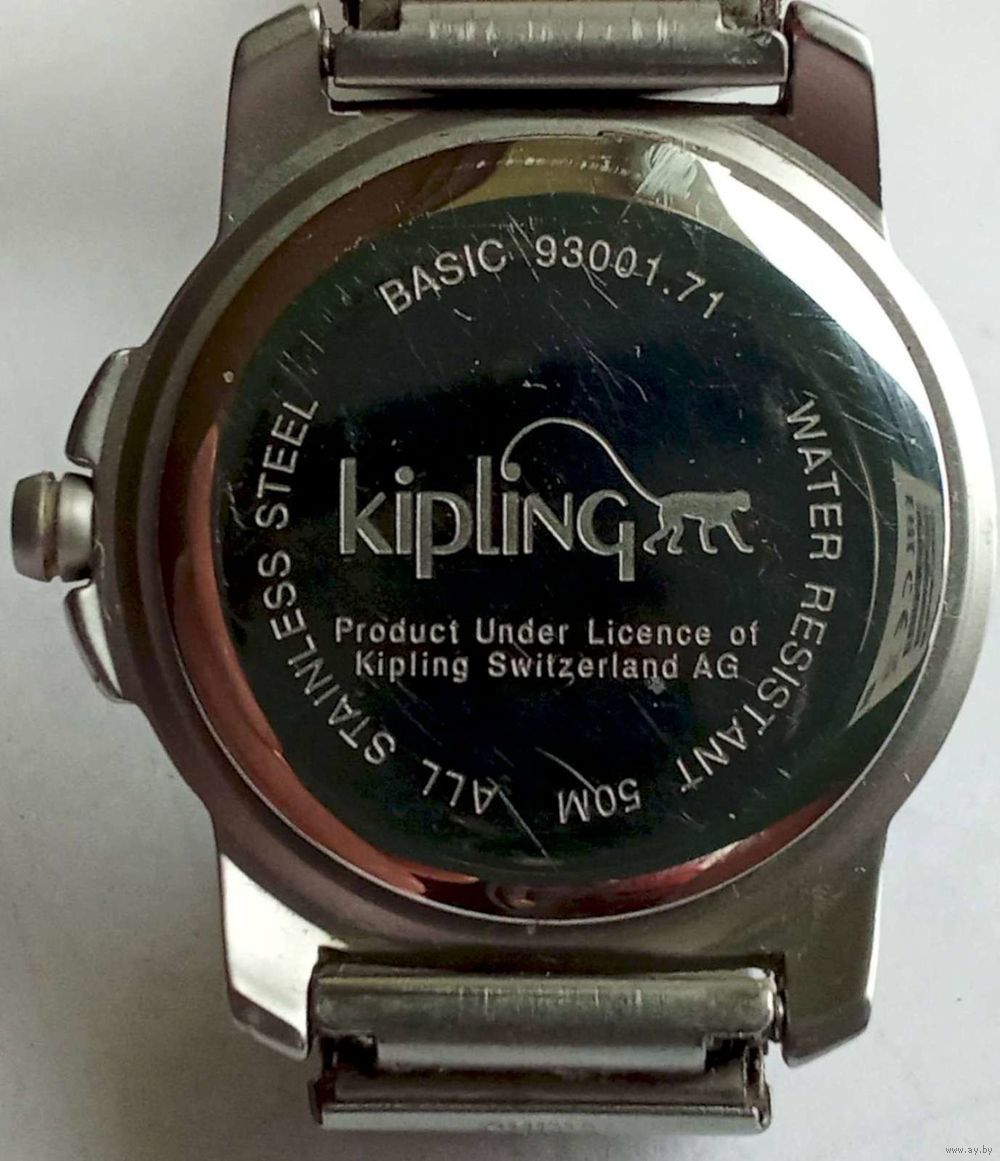 BASIC 93001.71
kipling
Product Under Licence of
Kipling Switzerland AG
WATER RESISTANT 50M
ALL STAINLESS STEEL
www.ay.by